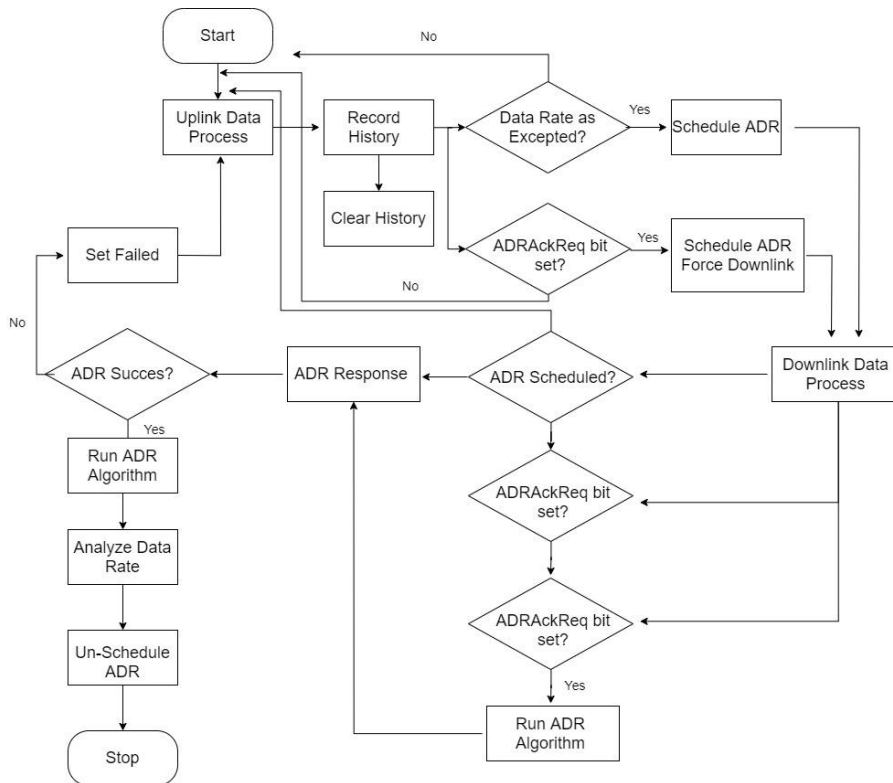 Start
No
Uplink Data
Process
Record
History
Data Rate as
Excepted?
Yes
Schedule ADR
Clear History
Set Failed
ADRAckReq bit
set?
Yes
Schedule ADR
Force Downlink
No
No
ADR Succes?
ADR Response
ADR Scheduled?
Downlink Data
Process
Yes
Run ADR
Algorithm
ADRAckReq bit
set?
Analyze Data
Rate
ADRAckReq bit
set?
Un-Schedule
ADR
Yes
Run ADR
Algorithm
Stop